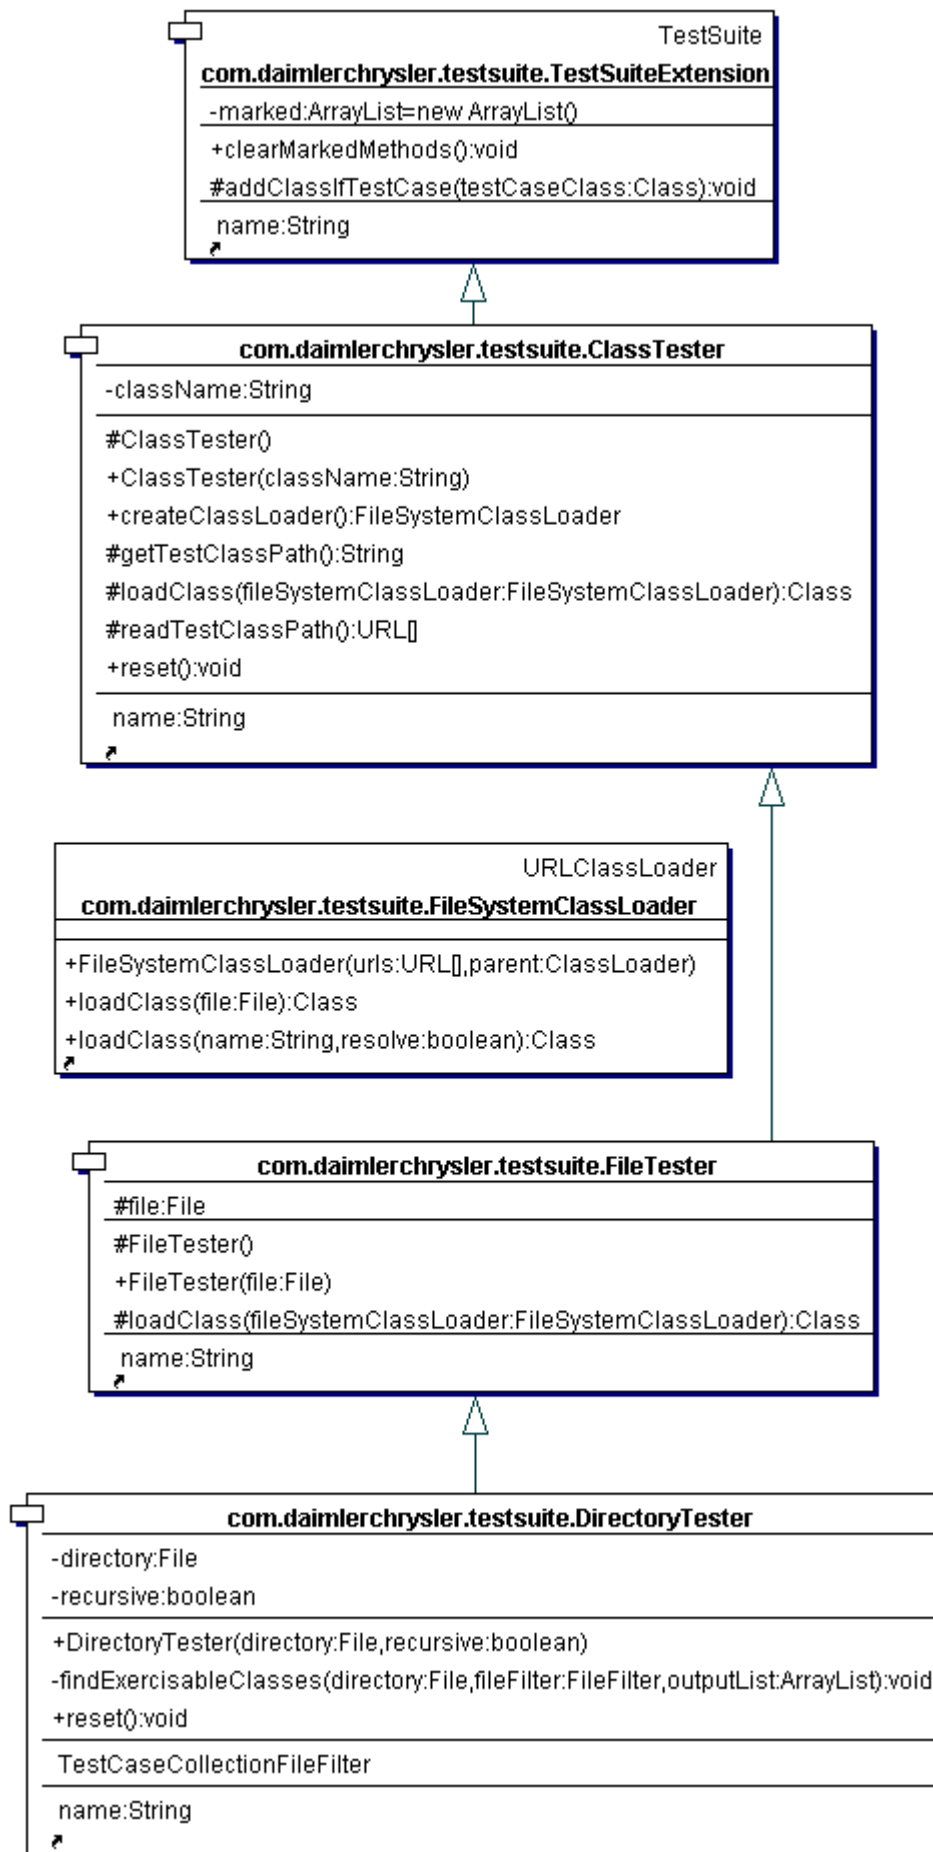 TestSuite
com.daimlerchrysler.testsuite.TestSuiteExtension
-marked:ArrayList=new ArrayList()
+clearMarkedMethods():void
#addClassIfTestCase(testCaseClass:Class):void
name:String
com.daimlerchrysler.testsuite.ClassTester
-className:String
#ClassTester()
+ClassTester(className:String)
+createClassLoader():FileSystemClassLoader
#getTestClassPath():String
#loadClass(fileSystemClassLoader:FileSystemClassLoader):Class
#readTestClassPath():URL[]
+reset():void
name:String
URLClassLoader
com.daimlerchrysler.testsuite.FileSystemClassLoader
+FileSystemClassLoader(urls:URL[],parent:ClassLoader)
+loadClass(file:File):Class
+loadClass(name:String,resolve:boolean):Class
com.daimlerchrysler.testsuite.FileTester
#file:File
#FileTester()
+FileTester(file:File)
#loadClass(fileSystemClassLoader:FileSystemClassLoader):Class
name:String
com.daimlerchrysler.testsuite.DirectoryTester
-directory:File
-recursive:boolean
+DirectoryTester(directory:File,recursive:boolean)
-findExercisableClasses(directory:File,fileFilter:FileFilter,outputList:ArrayList):void
+reset():void
TestCaseCollectionFileFilter
name:String